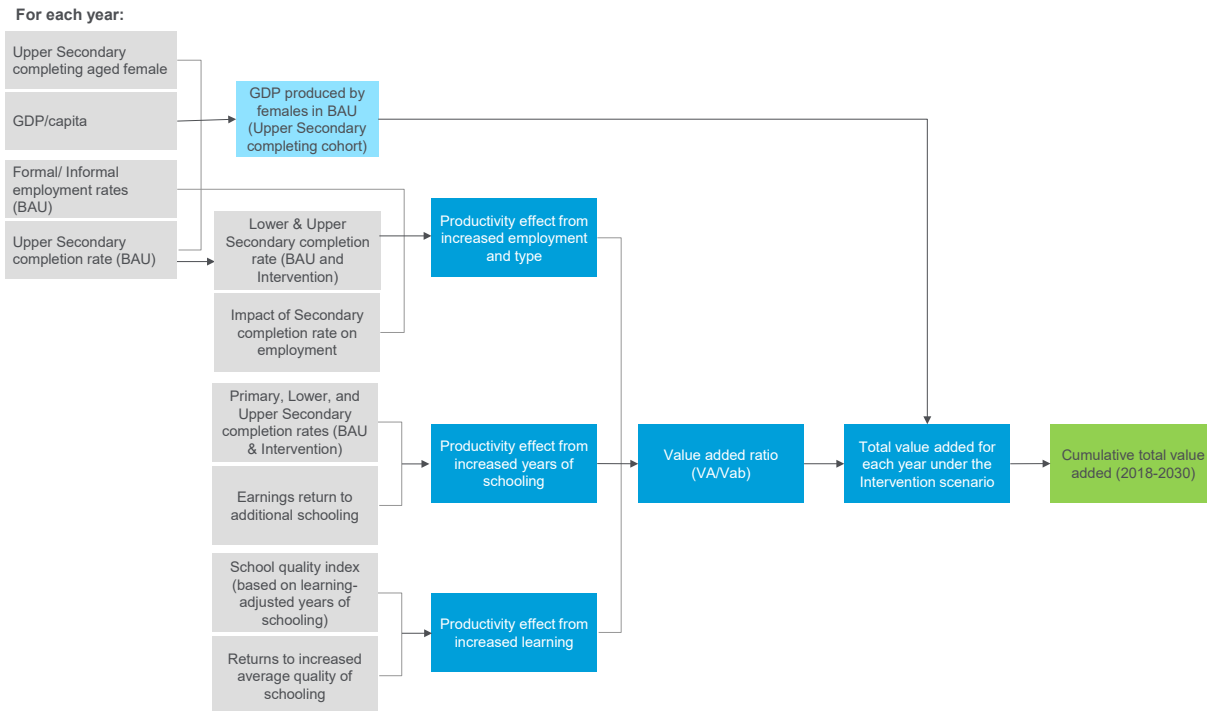 For each year:
Upper Secondary
completing aged female
GDP/capita
Formal/ Informal
employment rates
(BAU)
Upper Secondary
completion rate (BAU)
GDP produced by
females in BAU
(Upper Secondary
completing cohort)
Lower & Upper
Secondary completion
rate (BAU and
Intervention)
Impact of Secondary
completion rate on
employment
Primary, Lower, and
Upper Secondary
completion rates (BAU
& Intervention)
Earnings return to
additional schooling
School quality index
(based on learning-
adjusted years of
schooling)
Returns to increased
average quality of
schooling
Productivity effect from
increased employment
and type
Productivity effect from
increased years of
schooling
Productivity effect from
increased learning
Value added ratio
(VA/Vab)
Total value added for
each year under the
Intervention scenario
Cumulative total value
added (2018-2030)